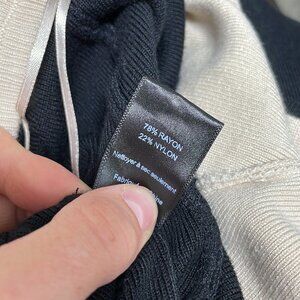 78% RAYON
22% NYLON
Nettoyer à sec seulement